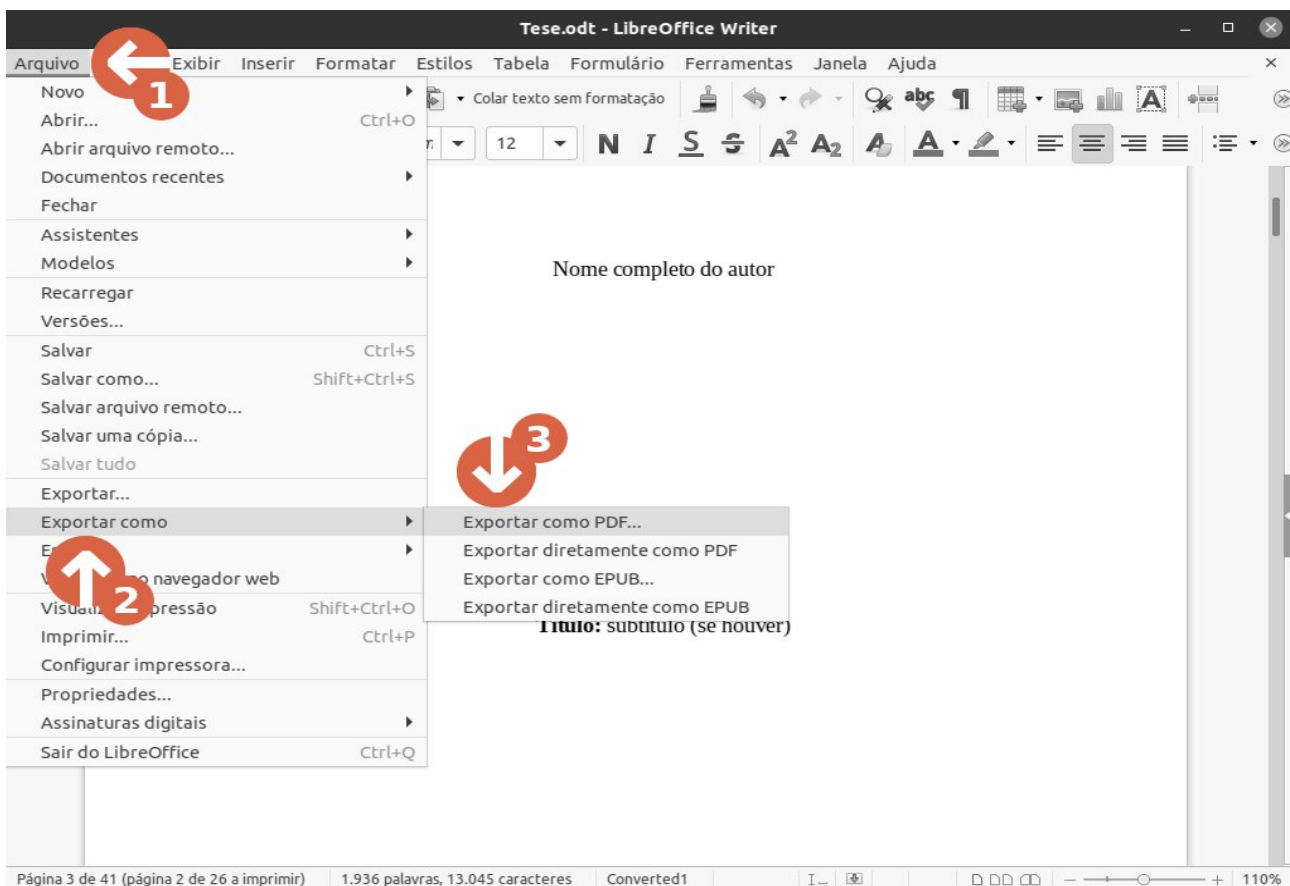 Tese.odt - LibreOffice Writer
Arquivo Exibir Inserir Formatar Estilos Tabela Formulário Ferramentas Janela Ajuda
1
Colar texto sem formatação abc ¶ A
12 N I S S A² A₂ A A
Novo
Abrir... Ctrl+O
Abrir arquivo remoto...
Documentos recentes
Fechar
Assistentes
Modelos
Recarregar
Versões...
Salvar Ctrl+S
Salvar como... Shift+Ctrl+S
Salvar arquivo remoto...
Salvar uma cópia...
Salvar tudo
Exportar...
Exportar como
navegador web
2
Shift+Ctrl+O
Imprimir... Ctrl+P
Configurar impressora...
Propriedades...
Assinaturas digitais
Sair do LibreOffice Ctrl+Q
3
Exportar como PDF...
Exportar diretamente como PDF
Exportar como EPUB...
Exportar diretamente como EPUB
Nome completo do autor
Título: subtítulo (se houver)
Página 3 de 41 (página 2 de 26 a imprimir) 1.936 palavras, 13.045 caracteres Converted1 110%